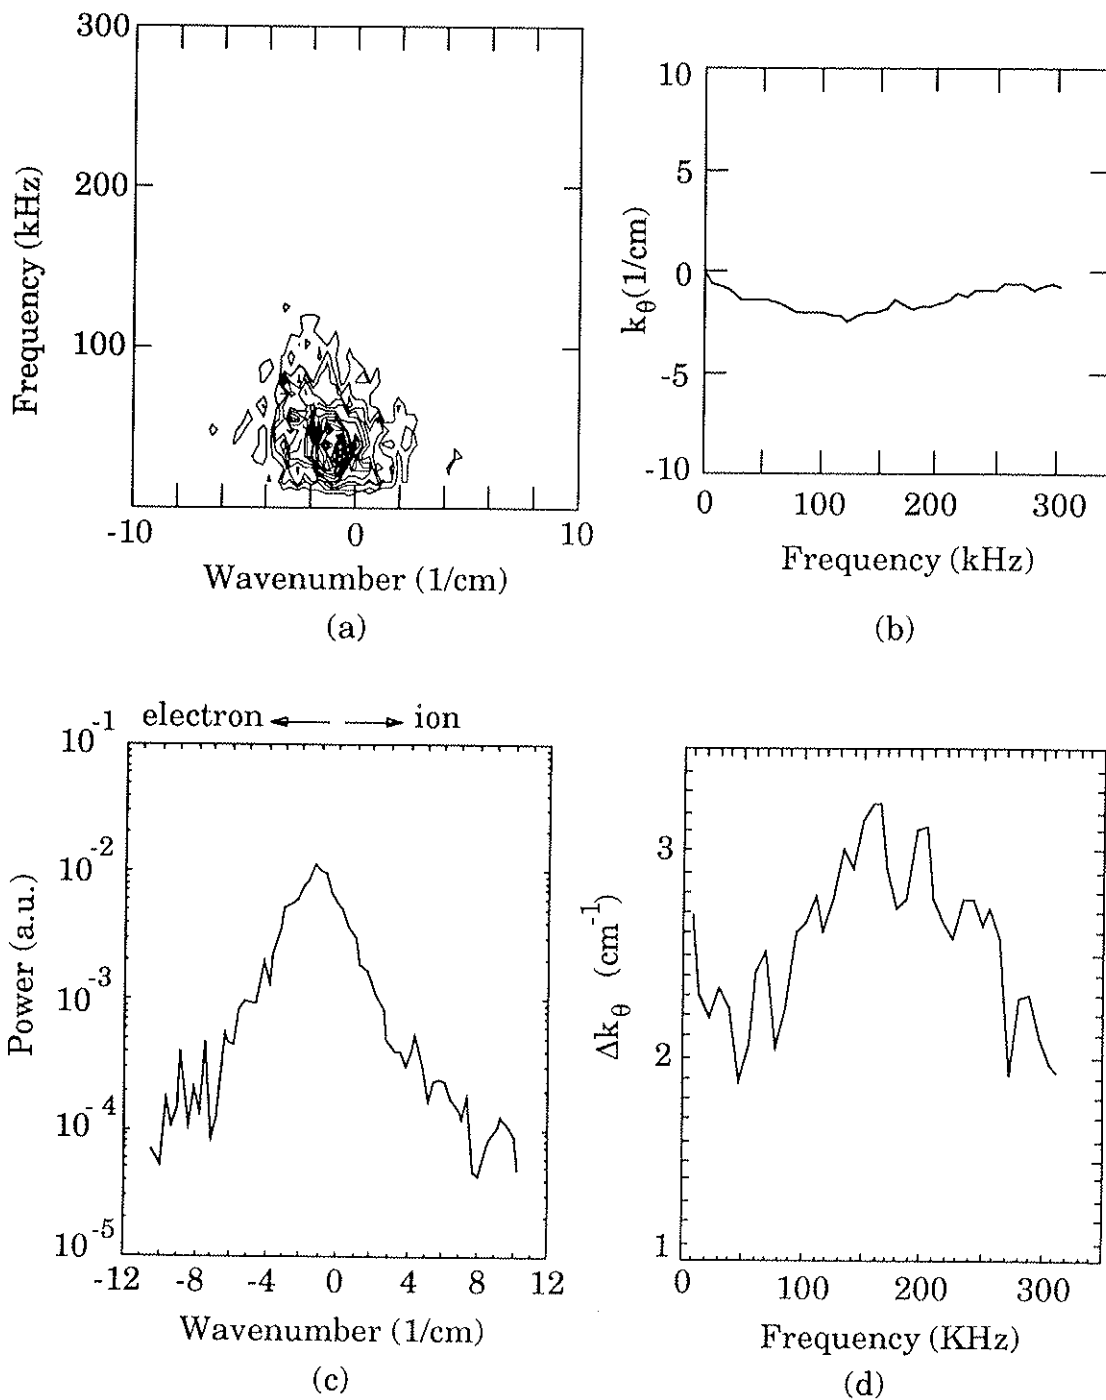 300
200
100
-10
0
10
Frequency (kHz)
Wavenumber (1/cm)
(a)
10
5
0
-5
-10
0
100
200
300
k_θ(1/cm)
Frequency (kHz)
(b)
electron
ion
10^-1
10^-2
10^-3
10^-4
10^-5
-12
-8
-4
0
4
8
12
Power (a.u.)
Wavenumber (1/cm)
(c)
3
2
1
0
100
200
300
Δk_θ (cm^-1)
Frequency (KHz)
(d)